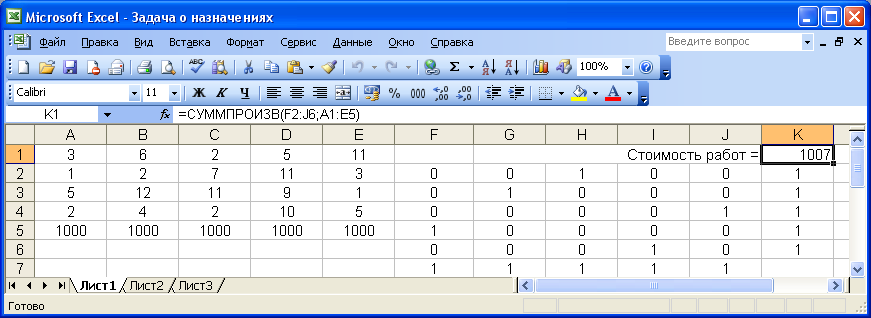 Microsoft Excel - Задача о назначениях
Файл Правка Вид Вставка Формат Сервис Данные Окно Справка Введите вопрос
100%
Calibri 11 Ж К Ч % 000
K1 fx =СУММПРОИЗВ(F2:J6;A1:E5)
A B C D E F G H I J K
1 3 6 2 5 11 Стоимость работ = 1007
2 1 2 7 11 3 0 0 1 0 0 1
3 5 12 11 9 1 0 1 0 0 0 1
4 2 4 2 10 5 0 0 0 0 1 1
5 1000 1000 1000 1000 1000 1 0 0 0 0 1
6 0 0 0 1 0 1
7 1 1 1 1 1
Лист1 Лист2 Лист3
Готово